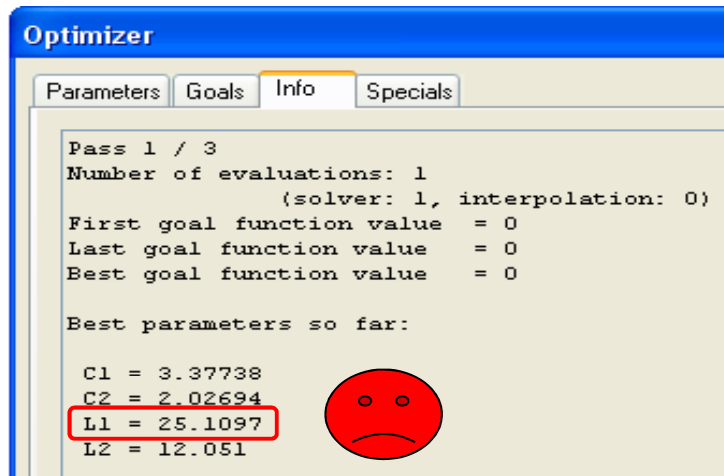 Optimizer
Parameters Goals Info Specials
Pass 1 / 3
Number of evaluations: 1
(solver: 1, interpolation: 0)
First goal function value = 0
Last goal function value = 0
Best goal function value = 0
Best parameters so far:
C1 = 3.37738
C2 = 2.02694
L1 = 25.1097
L2 = 12.051